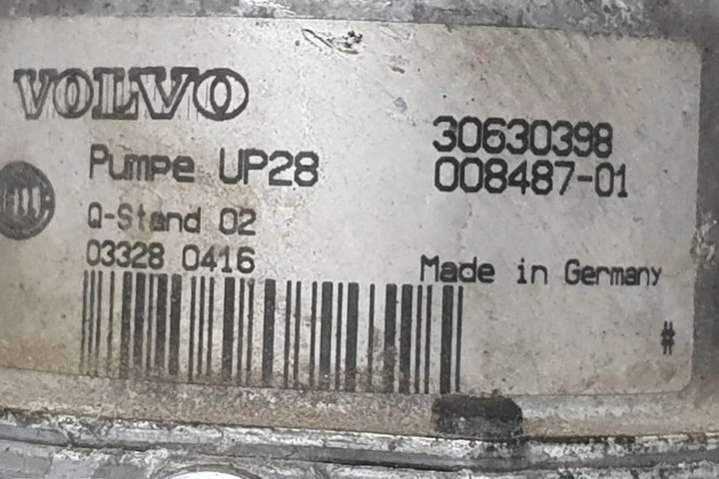 VOLVO
30630398
Pumpe UP28
008487-01
Q-Stand 02
03328 0416
Made in Germany
#